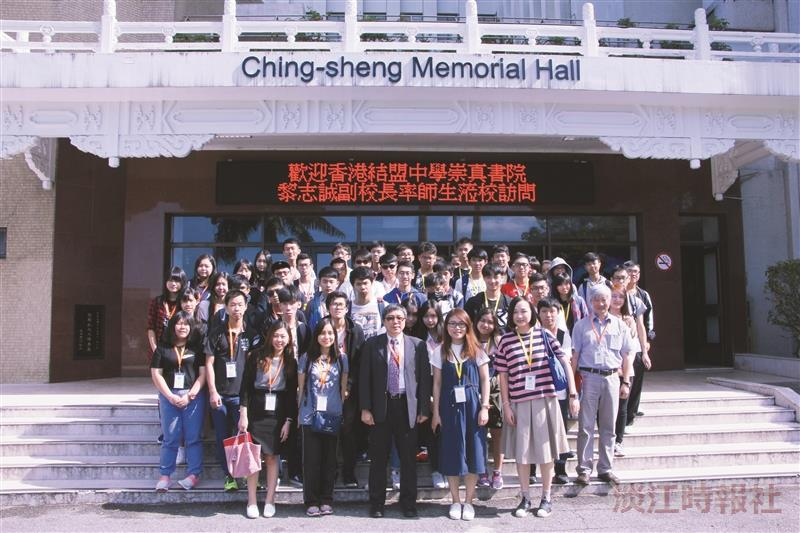 Ching-sheng Memorial Hall
歡迎香港結盟中學崇真書院
黎志誠副校長率師生蒞校訪問
淡江時報社